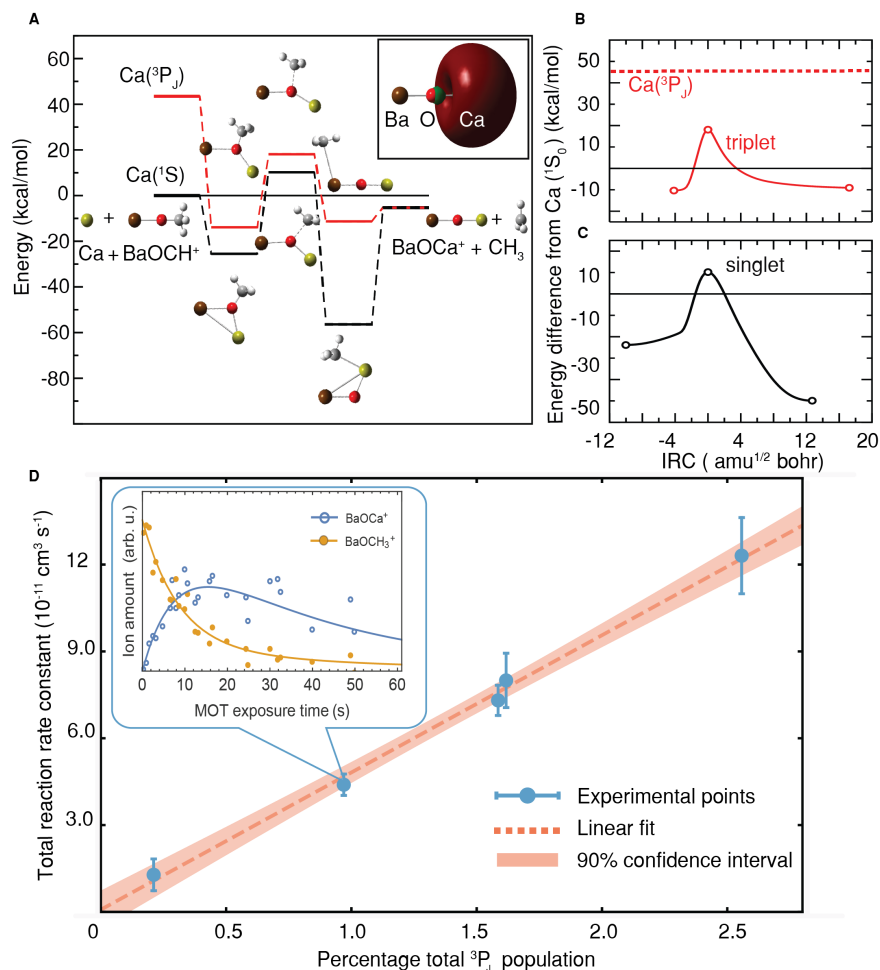 A
60
40
20
0
-20
-40
-60
-80
Energy (kcal/mol)
Ca(³P_J)
Ca(¹S)
+
Ca + BaOCH⁺
Ba O Ca
+
BaOCa⁺ + CH₃
B
50
20
-10
Ca(³P_J)
triplet
C
10
-20
-50
singlet
Energy difference from Ca (¹S₀) (kcal/mol)
-12 -4 4 12 20
IRC ( amu^1/2 bohr)
D
12
9.0
6.0
3.0
Total reaction rate constant (10⁻¹¹ cm³ s⁻¹)
Ion amount (arb. u.)
BaOCa⁺
BaOCH₃⁺
0 10 20 30 40 50 60
MOT exposure time (s)
Experimental points
Linear fit
90% confidence interval
0 0.5 1.0 1.5 2.0 2.5
Percentage total ³P_J population